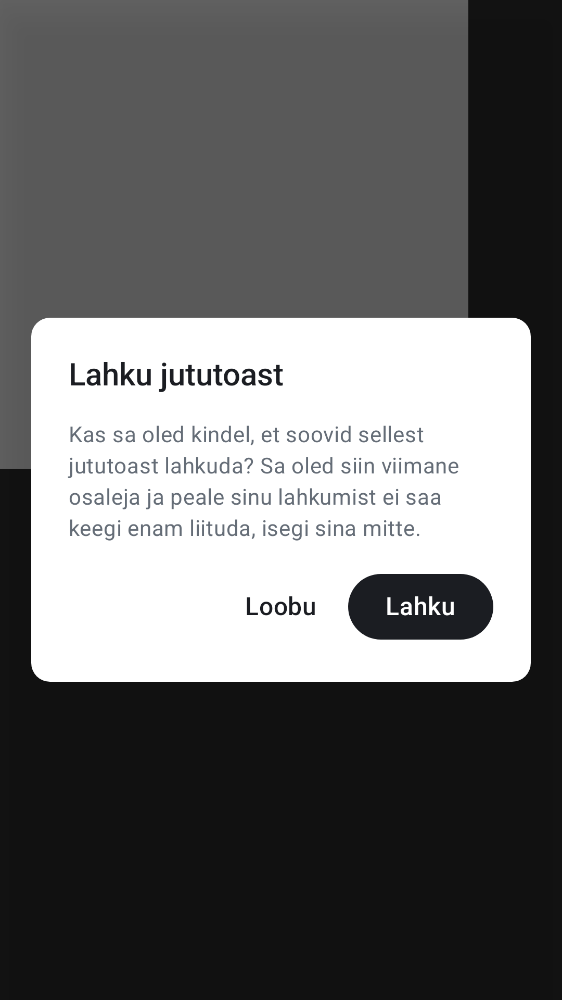 Lahku jututoast
Kas sa oled kindel, et soovid sellest
jututoast lahkuda? Sa oled siin viimane
osaleja ja peale sinu lahkumist ei saa
keegi enam liituda, isegi sina mitte.
Loobu Lahku